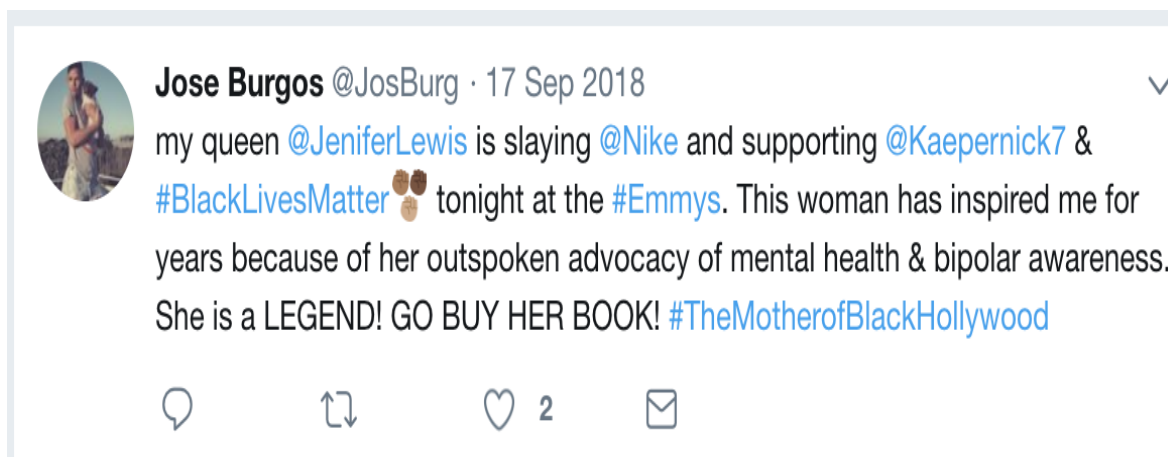 Jose Burgos @JosBurg · 17 Sep 2018
my queen @JeniferLewis is slaying @Nike and supporting @Kaepernick7 &
#BlackLivesMatter✊🏽✊🏾✊🏼 tonight at the #Emmys. This woman has inspired me for
years because of her outspoken advocacy of mental health & bipolar awareness.
She is a LEGEND! GO BUY HER BOOK! #TheMotherofBlackHollywood
2